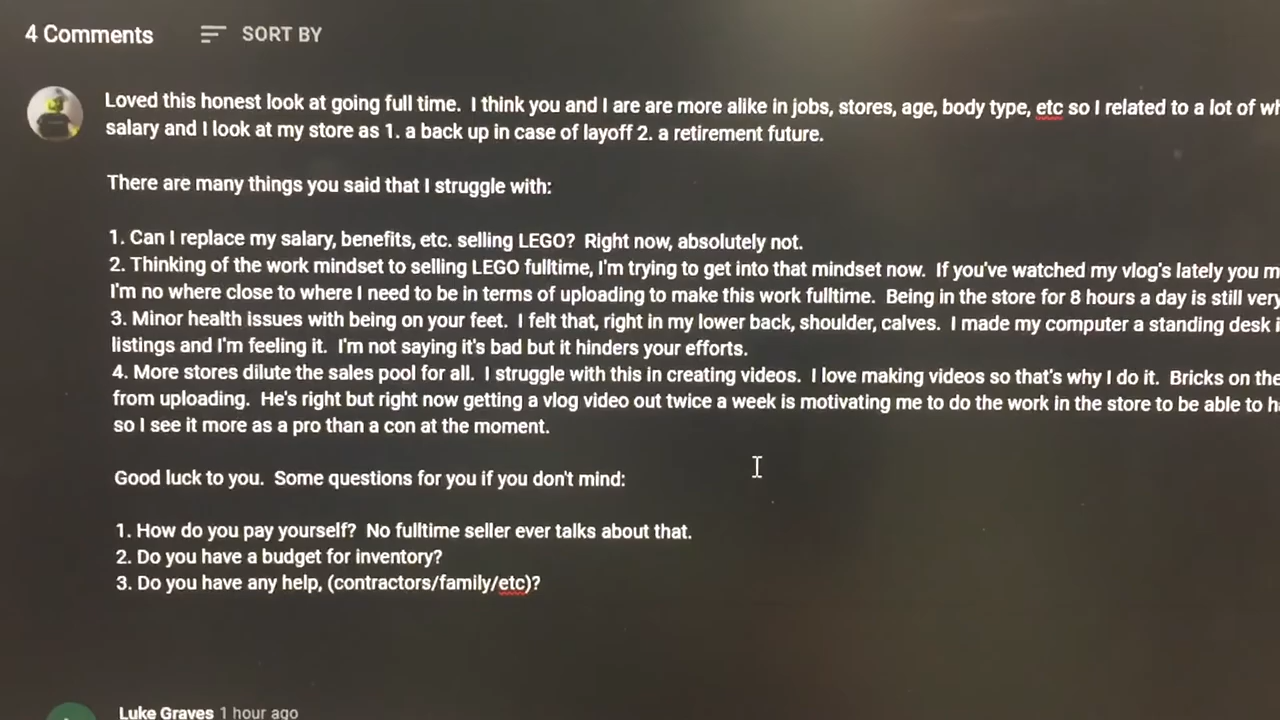 4 Comments
SORT BY
Loved this honest look at going full time. I think you and I are are more alike in jobs, stores, age, body type, etc so I related to a lot of
salary and I look at my store as 1. a back up in case of layoff 2. a retirement future.
There are many things you said that I struggle with:
1. Can I replace my salary, benefits, etc. selling LEGO? Right now, absolutely not.
2. Thinking of the work mindset to selling LEGO fulltime, I'm trying to get into that mindset now. If you've watched my vlog's lately you
I'm no where close to where I need to be in terms of uploading to make this work fulltime. Being in the store for 8 hours a day is still very
3. Minor health issues with being on your feet. I felt that, right in my lower back, shoulder, calves. I made my computer a standing desk
listings and I'm feeling it. I'm not saying it's bad but it hinders your efforts.
4. More stores dilute the sales pool for all. I struggle with this in creating videos. I love making videos so that's why I do it. Bricks on the
from uploading. He's right but right now getting a vlog video out twice a week is motivating me to do the work in the store to be able to
so I see it more as a pro than a con at the moment.
Good luck to you. Some questions for you if you don't mind:
1. How do you pay yourself? No fulltime seller ever talks about that.
2. Do you have a budget for inventory?
3. Do you have any help, (contractors/family/etc)?
Luke Graves 1 hour ago